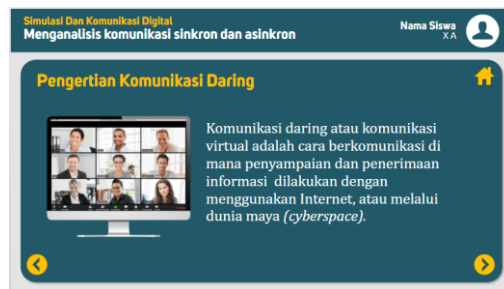 Simulasi Dan Komunikasi Digital
Menganalisis komunikasi sinkron dan asinkron
Nama Siswa
X A
Pengertian Komunikasi Daring
Komunikasi daring atau komunikasi
virtual adalah cara berkomunikasi di
mana penyampaian dan penerimaan
informasi dilakukan dengan
menggunakan Internet, atau melalui
dunia maya (cyberspace).